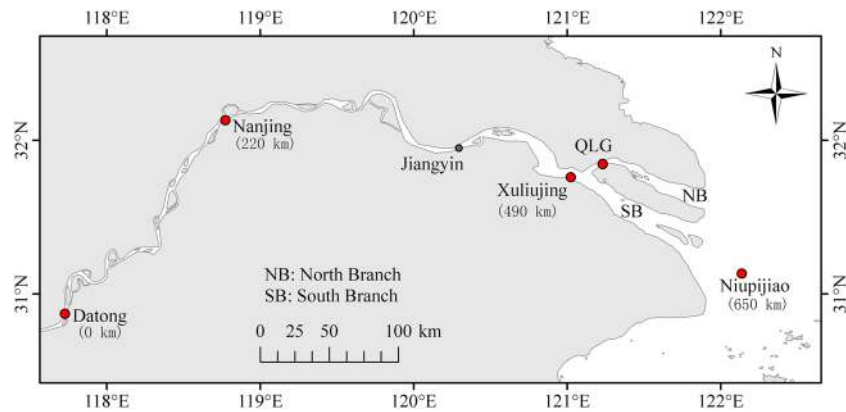 118°E 119°E 120°E 121°E 122°E
N
32°N
32°N
Nanjing
(220 km)
Jiangyin
QLG
Xuliujing
(490 km)
NB
SB
31°N
31°N
NB: North Branch
SB: South Branch
Niupijiao
(650 km)
Datong
(0 km)
0 25 50 100 km
118°E 119°E 120°E 121°E 122°E